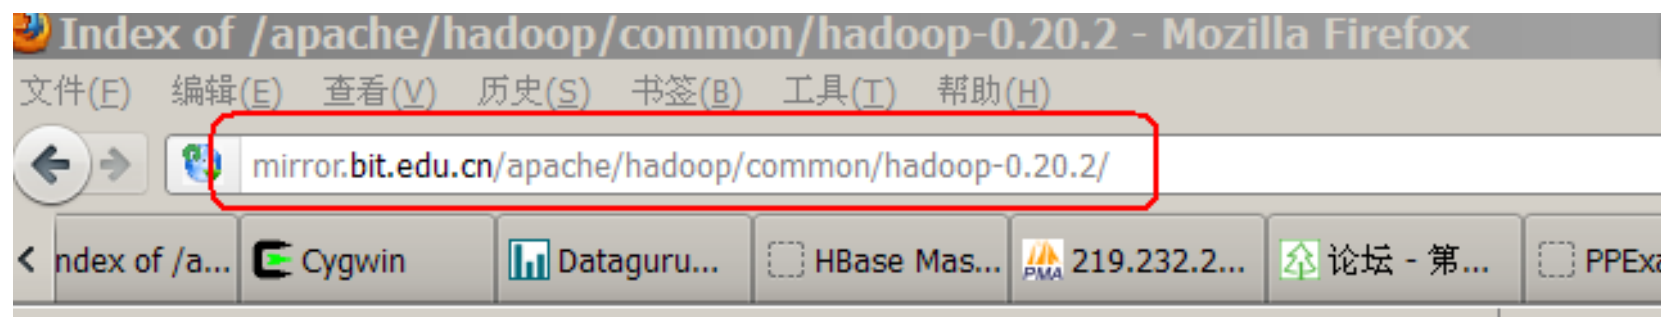 Index of /apache/hadoop/common/hadoop-0.20.2 - Mozilla Firefox
文件(F) 编辑(E) 查看(V) 历史(S) 书签(B) 工具(T) 帮助(H)
mirror.bit.edu.cn/apache/hadoop/common/hadoop-0.20.2/
ndex of /a... Cygwin Dataguru... HBase Mas... PMA 219.232.2... 论坛 - 第... PPExa